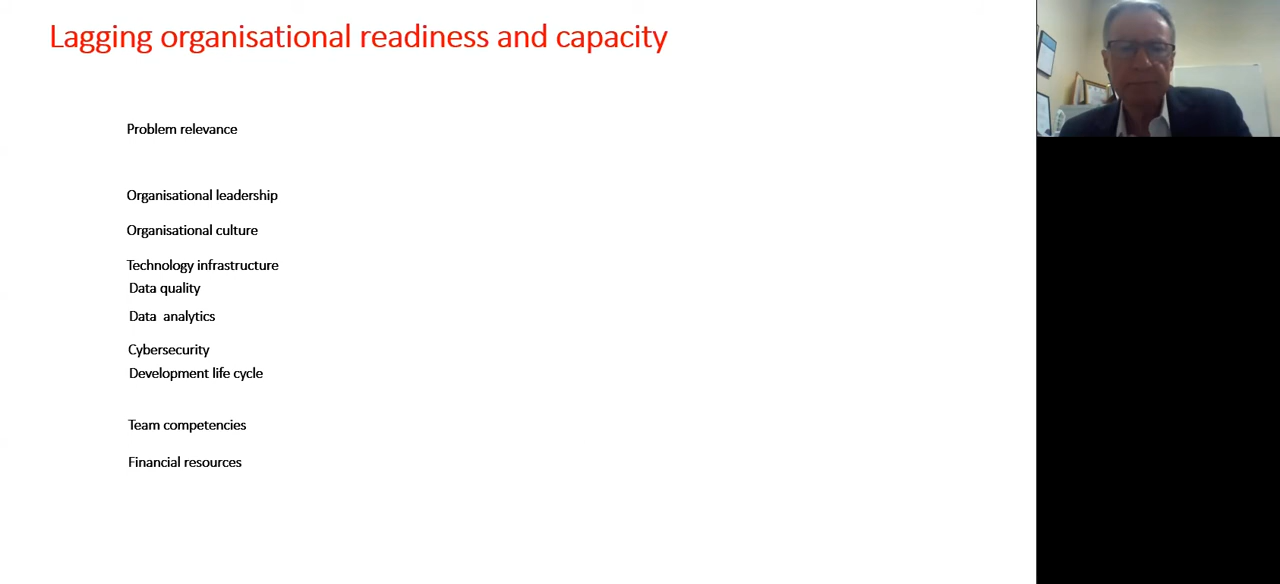 Lagging organisational readiness and capacity
Problem relevance
Organisational leadership
Organisational culture
Technology infrastructure
Data quality
Data analytics
Cybersecurity
Development life cycle
Team competencies
Financial resources